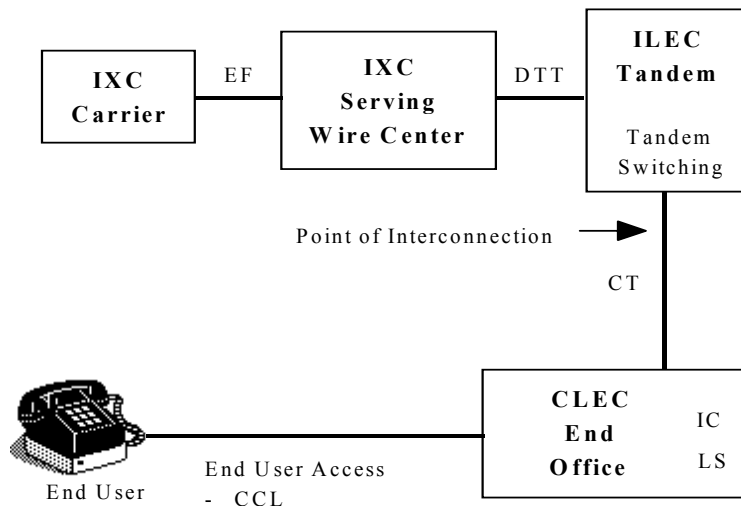 IXC
Carrier
EF
IXC
Serving
Wire Center
DTT
ILEC
Tandem
Tandem
Switching
Point of Interconnection
CT
CLEC
End
Office
IC
LS
End User
End User Access
- CCL